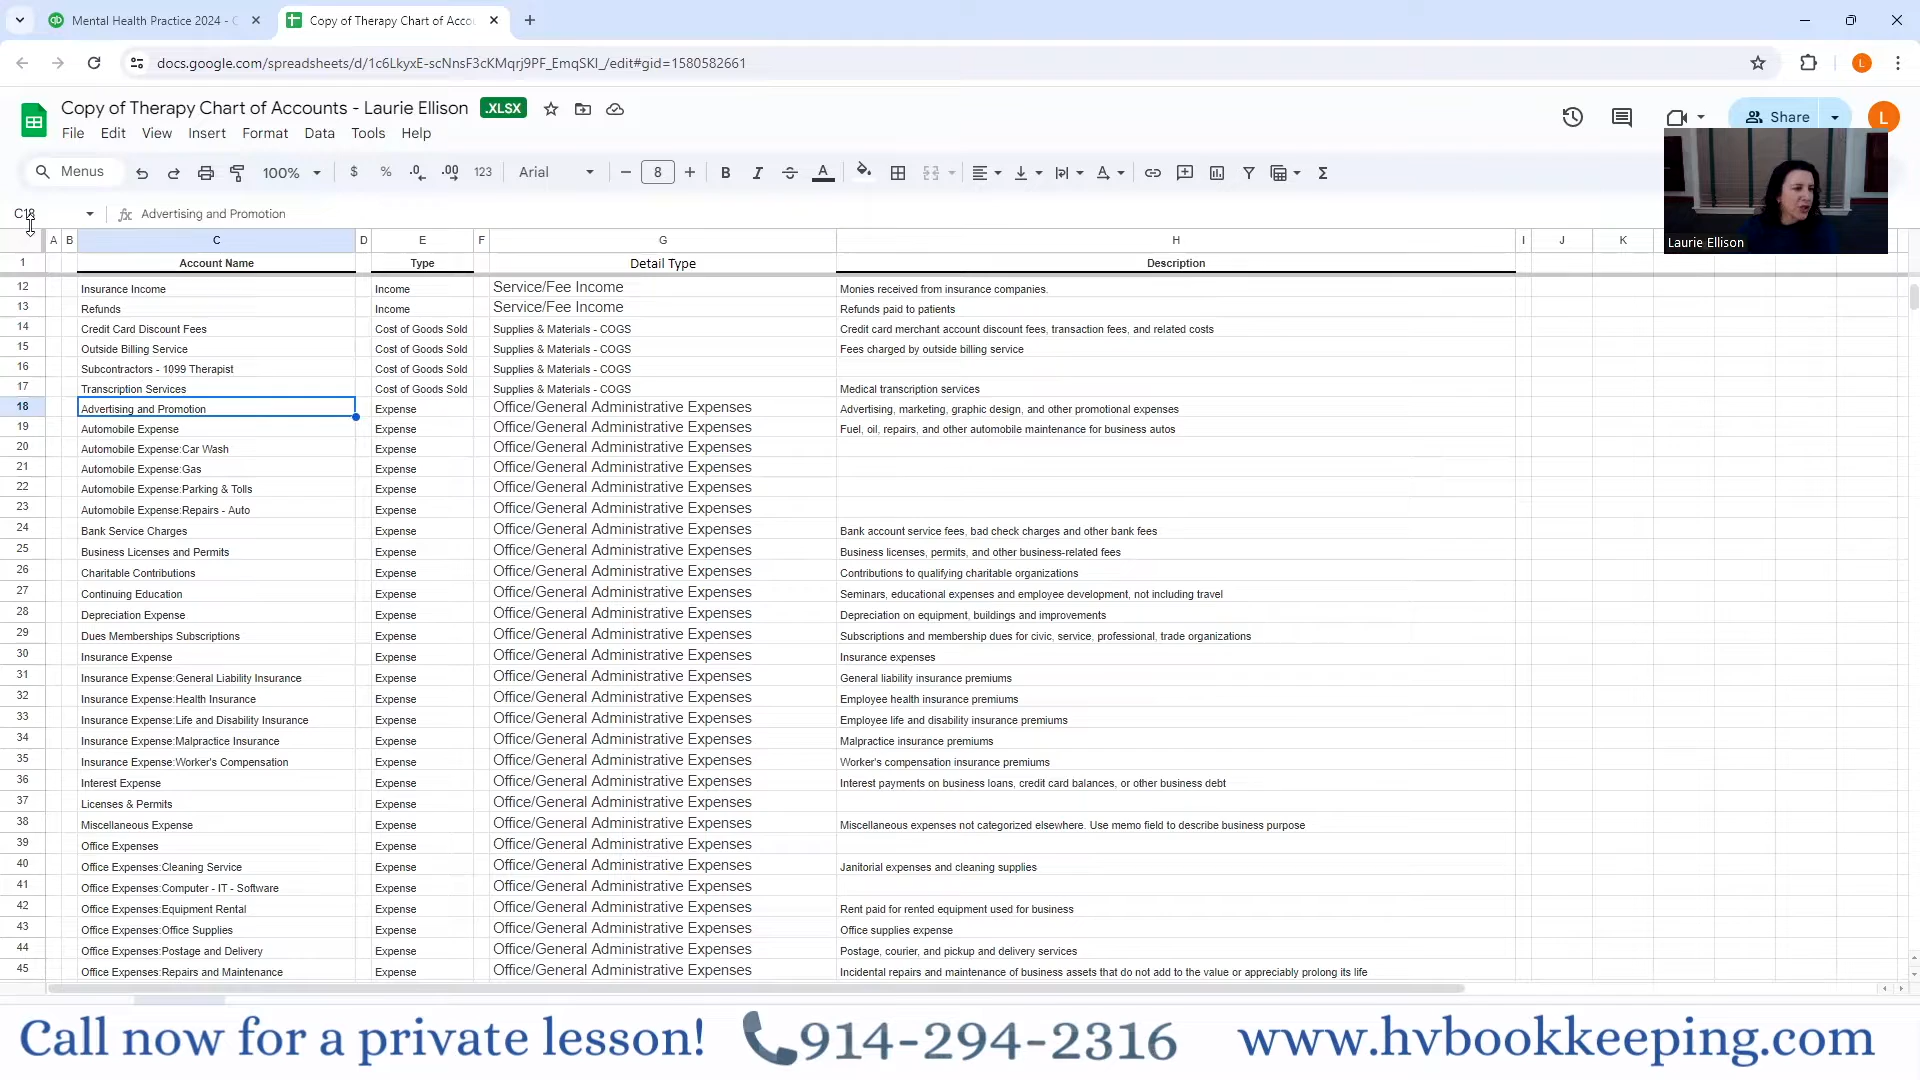 Mental Health Practice 2024 - C
Copy of Therapy Chart of Accou
docs.google.com/spreadsheets/d/1c6LkyxE-scNnsF3cKMqrj9PF_EmqSKI_/edit#gid=1580582661
L
Copy of Therapy Chart of Accounts - Laurie Ellison .XLSX
Share
L
File Edit View Insert Format Data Tools Help
Menus 100% $ % .0 .00 123 Arial 8 B I A
C18 fx Advertising and Promotion
Laurie Ellison
A B C D E F G H I J K
1 Account Name Type Detail Type Description
12 Insurance Income Income Service/Fee Income Monies received from insurance companies.
13 Refunds Income Service/Fee Income Refunds paid to patients
14 Credit Card Discount Fees Cost of Goods Sold Supplies & Materials - COGS Credit card merchant account discount fees, transaction fees, and related costs
15 Outside Billing Service Cost of Goods Sold Supplies & Materials - COGS Fees charged by outside billing service
16 Subcontractors - 1099 Therapist Cost of Goods Sold Supplies & Materials - COGS
17 Transcription Services Cost of Goods Sold Supplies & Materials - COGS Medical transcription services
18 Advertising and Promotion Expense Office/General Administrative Expenses Advertising, marketing, graphic design, and other promotional expenses
19 Automobile Expense Expense Office/General Administrative Expenses Fuel, oil, repairs, and other automobile maintenance for business autos
20 Automobile Expense:Car Wash Expense Office/General Administrative Expenses
21 Automobile Expense:Gas Expense Office/General Administrative Expenses
22 Automobile Expense:Parking & Tolls Expense Office/General Administrative Expenses
23 Automobile Expense:Repairs - Auto Expense Office/General Administrative Expenses
24 Bank Service Charges Expense Office/General Administrative Expenses Bank account service fees, bad check charges and other bank fees
25 Business Licenses and Permits Expense Office/General Administrative Expenses Business licenses, permits, and other business-related fees
26 Charitable Contributions Expense Office/General Administrative Expenses Contributions to qualifying charitable organizations
27 Continuing Education Expense Office/General Administrative Expenses Seminars, educational expenses and employee development, not including travel
28 Depreciation Expense Expense Office/General Administrative Expenses Depreciation on equipment, buildings and improvements
29 Dues Memberships Subscriptions Expense Office/General Administrative Expenses Subscriptions and membership dues for civic, service, professional, trade organizations
30 Insurance Expense Expense Office/General Administrative Expenses Insurance expenses
31 Insurance Expense:General Liability Insurance Expense Office/General Administrative Expenses General liability insurance premiums
32 Insurance Expense:Health Insurance Expense Office/General Administrative Expenses Employee health insurance premiums
33 Insurance Expense:Life and Disability Insurance Expense Office/General Administrative Expenses Employee life and disability insurance premiums
34 Insurance Expense:Malpractice Insurance Expense Office/General Administrative Expenses Malpractice insurance premiums
35 Insurance Expense:Worker's Compensation Expense Office/General Administrative Expenses Worker's compensation insurance premiums
36 Interest Expense Expense Office/General Administrative Expenses Interest payments on business loans, credit card balances, or other business debt
37 Licenses & Permits Expense Office/General Administrative Expenses
38 Miscellaneous Expense Expense Office/General Administrative Expenses Miscellaneous expenses not categorized elsewhere. Use memo field to describe business purpose
39 Office Expenses Expense Office/General Administrative Expenses
40 Office Expenses:Cleaning Service Expense Office/General Administrative Expenses Janitorial expenses and cleaning supplies
41 Office Expenses:Computer - IT - Software Expense Office/General Administrative Expenses
42 Office Expenses:Equipment Rental Expense Office/General Administrative Expenses Rent paid for rented equipment used for business
43 Office Expenses:Office Supplies Expense Office/General Administrative Expenses Office supplies expense
44 Office Expenses:Postage and Delivery Expense Office/General Administrative Expenses Postage, courier, and pickup and delivery services
45 Office Expenses:Repairs and Maintenance Expense Office/General Administrative Expenses Incidental repairs and maintenance of business assets that do not add to the value or appreciably prolong its life
Call now for a private lesson! 914-294-2316 www.hvbookkeeping.com